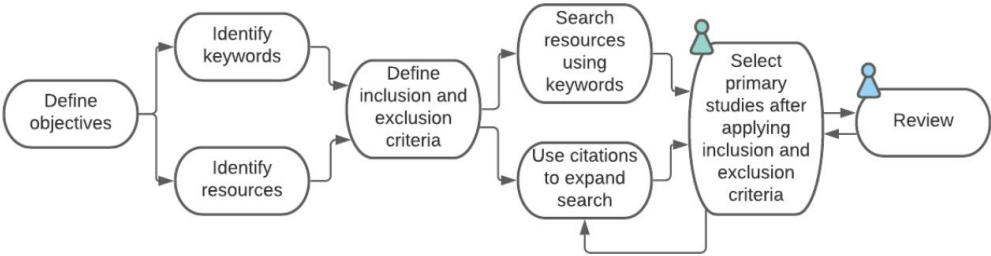 Define
objectives
Identify
keywords
Identify
resources
Define
inclusion and
exclusion
criteria
Search
resources
using
keywords
Use citations
to expand
search
Select
primary
studies after
applying
inclusion and
exclusion
criteria
Review